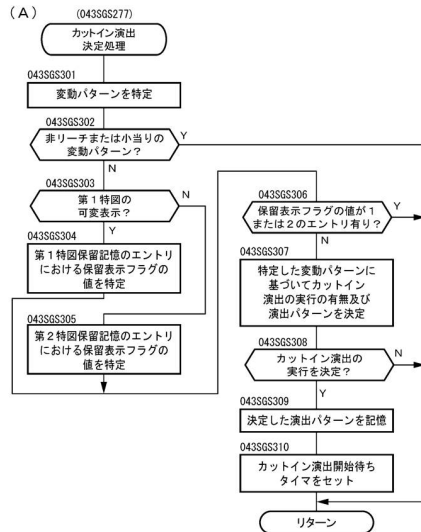 (A)
(043SGS277)
カットイン演出
決定処理
043SGS301
変動パターンを特定
043SGS302
非リーチまたは小当りの
変動パターン?
Y
N
043SGS303
第1特図の
可変表示?
N
Y
043SGS304
第1特図保留記憶のエントリ
における保留表示フラグの
値を特定
043SGS305
第2特図保留記憶のエントリ
における保留表示フラグの
値を特定
043SGS306
保留表示フラグの値が1
または2のエントリ有り?
Y
N
043SGS307
特定した変動パターンに
基づいてカットイン
演出の実行の有無及び
演出パターンを決定
043SGS308
カットイン演出の
実行を決定?
N
Y
043SGS309
決定した演出パターンを記憶
043SGS310
カットイン演出開始待ち
タイマをセット
リターン